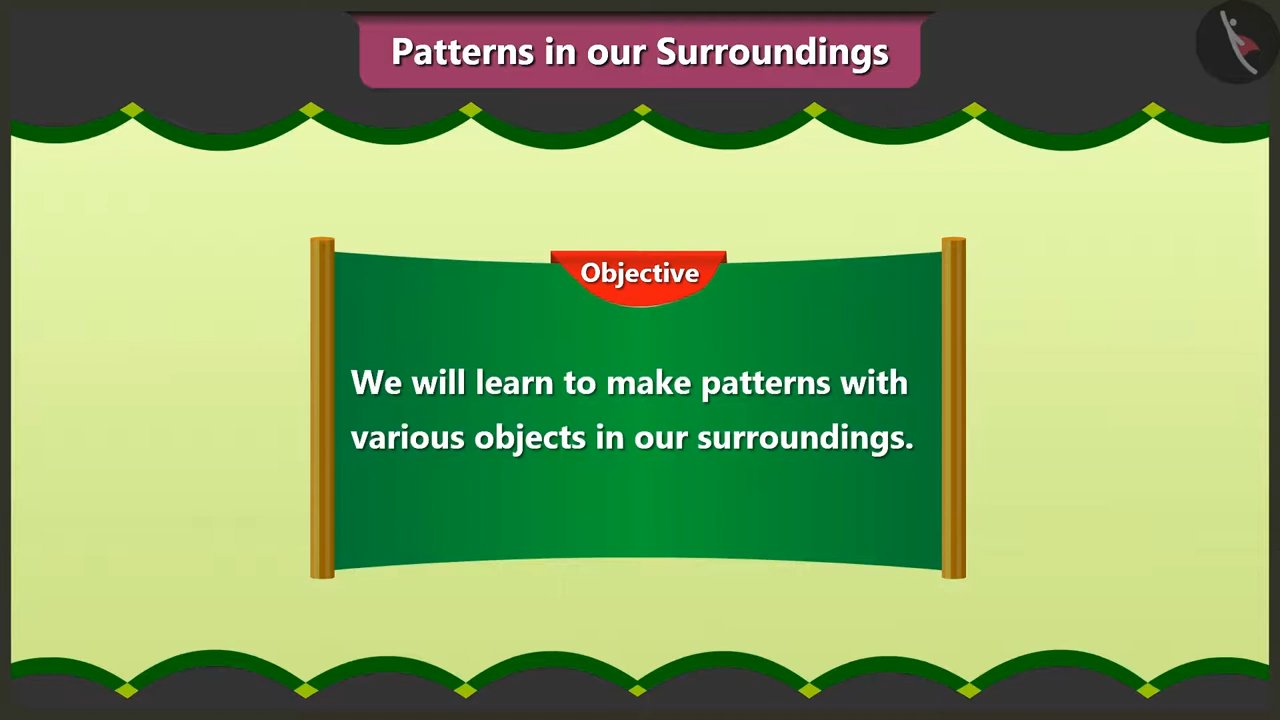 Patterns in our Surroundings
Objective
We will learn to make patterns with
various objects in our surroundings.